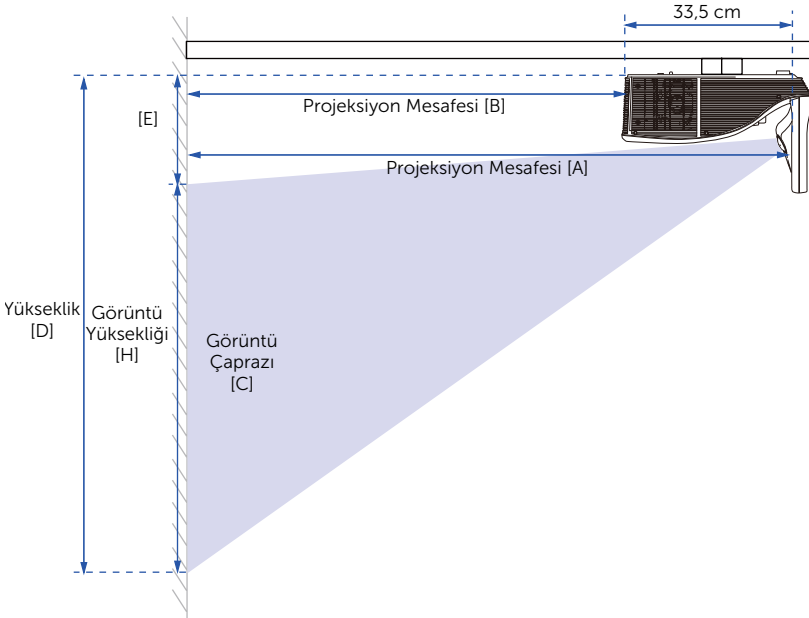 33,5 cm
Projeksiyon Mesafesi [B]
[E]
Projeksiyon Mesafesi [A]
Yükseklik
[D]
Görüntü
Yüksekliği
[H]
Görüntü
Çaprazı
[C]